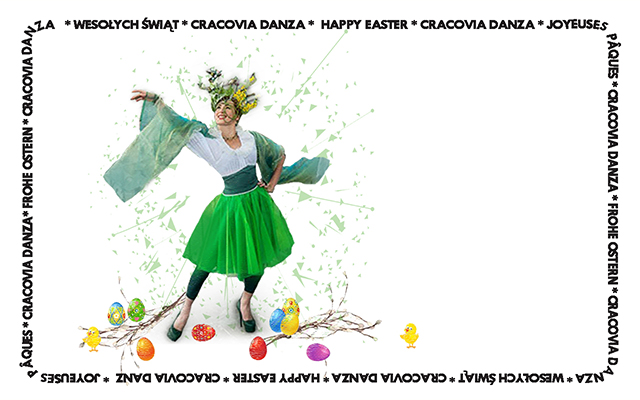 * WESOŁYCH ŚWIĄT * CRACOVIA DANZA * HAPPY EASTER * CRACOVIA DANZA * JOYEUSES
PÂQUES * CRACOVIA DANZA * FROHE OSTERN * CRACOVIA DA
NZA * WESOŁYCH ŚWIĄT * CRACOVIA DANZA * HAPPY EASTER * CRACOVIA DANZ * JOYEUSES
PÂQUES * CRACOVIA DANZA * FROHE OSTERN * CRACOVIA DANZA